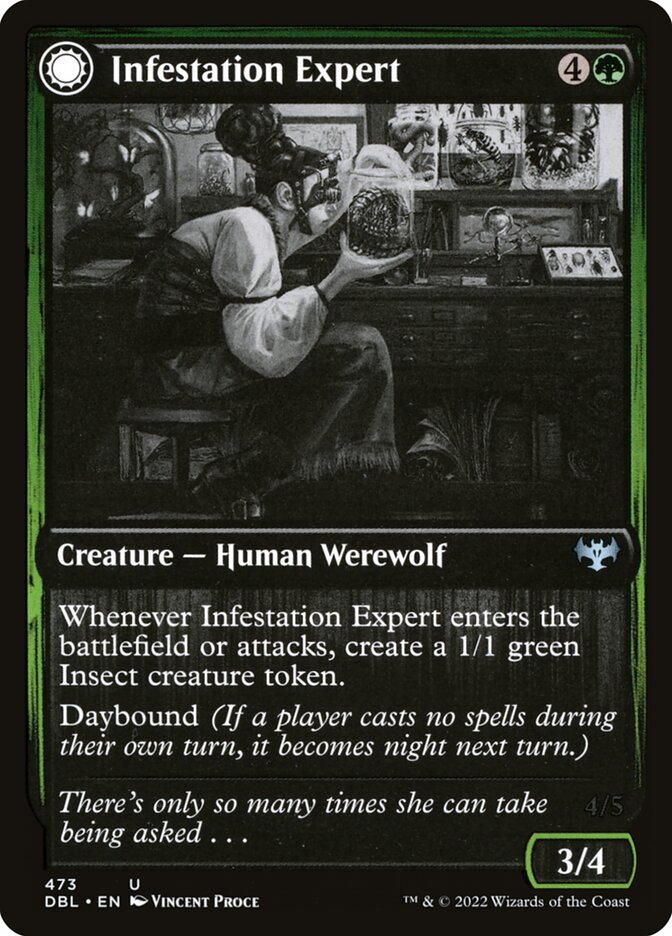 Infestation Expert 4
Creature — Human Werewolf
Whenever Infestation Expert enters the
battlefield or attacks, create a 1/1 green
Insect creature token.
Daybound (If a player casts no spells during
their own turn, it becomes night next turn.)
There's only so many times she can take
being asked . . .
4/5
3/4
473 U
DBL • EN Vincent Proce
™ & © 2022 Wizards of the Coast